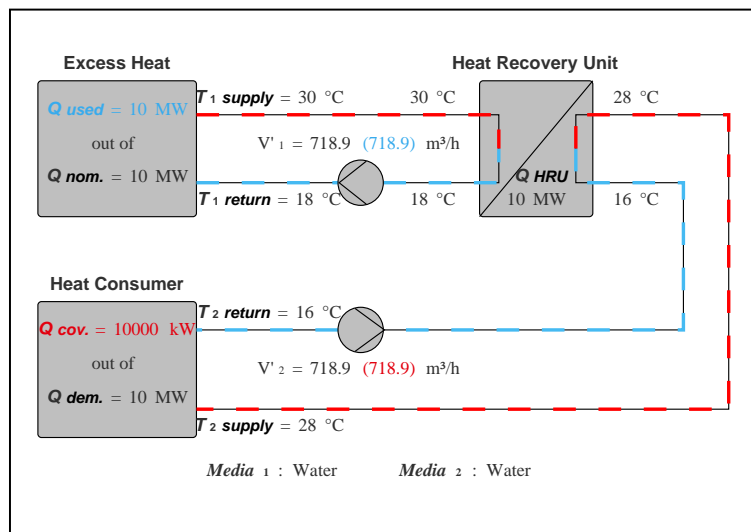 Excess Heat
Heat Recovery Unit
T 1 supply = 30 °C
30 °C
28 °C
Q used = 10 MW
out of
V' 1 = 718.9 (718.9) m³/h
Q nom. = 10 MW
Q HRU
10 MW
T 1 return = 18 °C
18 °C
16 °C
Heat Consumer
T 2 return = 16 °C
Q cov. = 10000 kW
out of
V' 2 = 718.9 (718.9) m³/h
Q dem. = 10 MW
T 2 supply = 28 °C
Media 1 : Water
Media 2 : Water